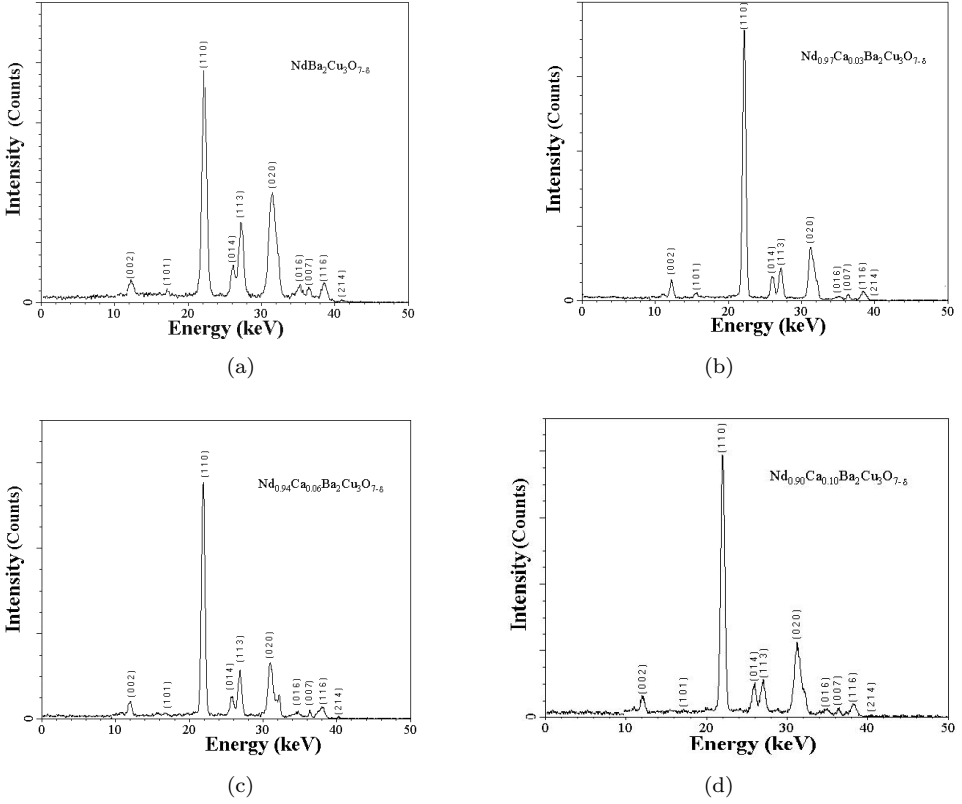 NdBa₂Cu₃O₇₋δ
(110)
(020)
(113)
(014)
(002)
(101)
(016)
(007)
(116)
(214)
Intensity (Counts)
0
0 10 20 30 40 50
Energy (keV)
(a)
(110)
Nd₀.₉₇Ca₀.₀₃Ba₂Cu₃O₇₋δ
(020)
(002)
(014)
(113)
(101)
(016)
(007)
(116)
(214)
Intensity (Counts)
0
0 10 20 30 40 50
Energy (keV)
(b)
(110)
Nd₀.₉₄Ca₀.₀₆Ba₂Cu₃O₇₋δ
(113)
(020)
(014)
(002)
(101)
(016)
(007)
(116)
(214)
Intensity (Counts)
0
0 10 20 30 40 50
Energy (keV)
(c)
(110)
Nd₀.₉₀Ca₀.₁₀Ba₂Cu₃O₇₋δ
(020)
(014)
(113)
(002)
(101)
(016)
(007)
(116)
(214)
Intensity (Counts)
0
0 10 20 30 40 50
Energy (keV)
(d)